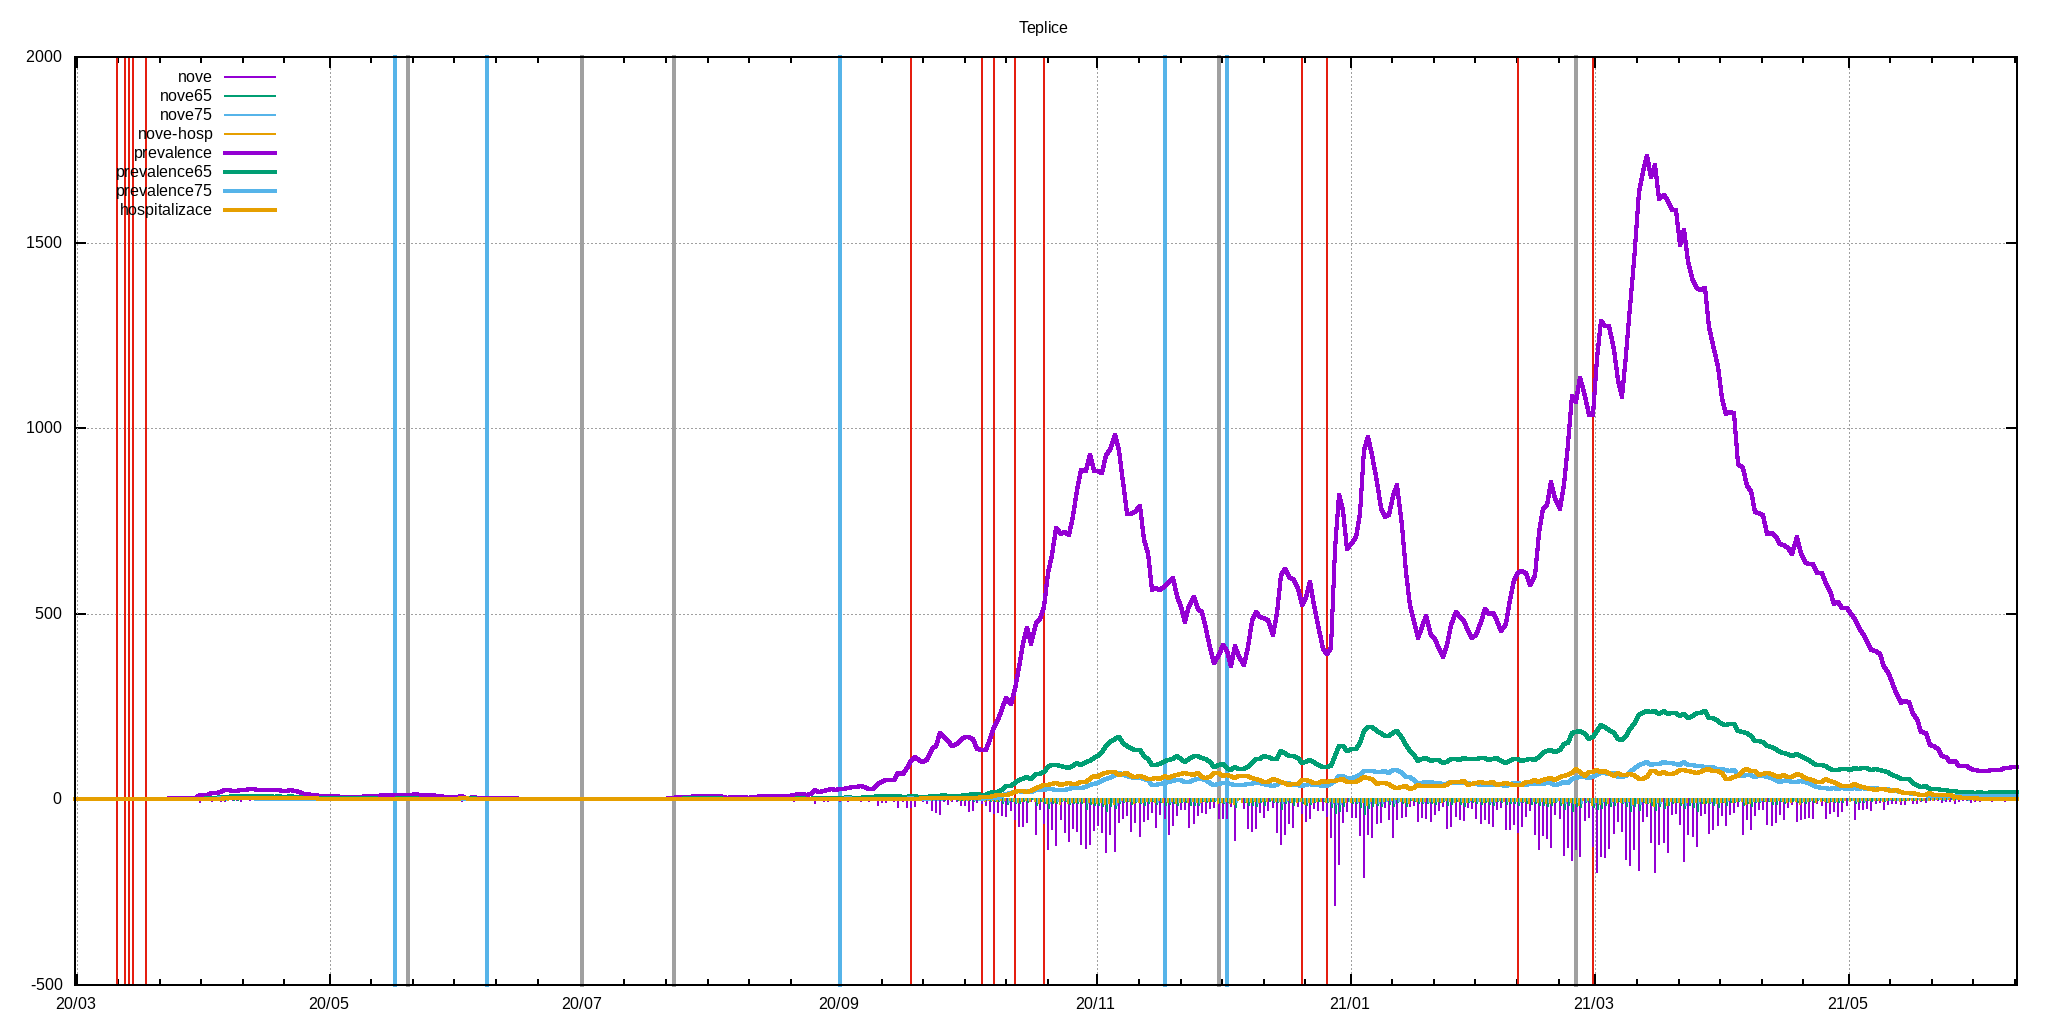 Teplice
2000
1500
1000
500
0
-500
nove
nove65
nove75
nove-hosp
prevalence
prevalence65
prevalence75
hospitalizace
20/03 20/05 20/07 20/09 20/11 21/01 21/03 21/05